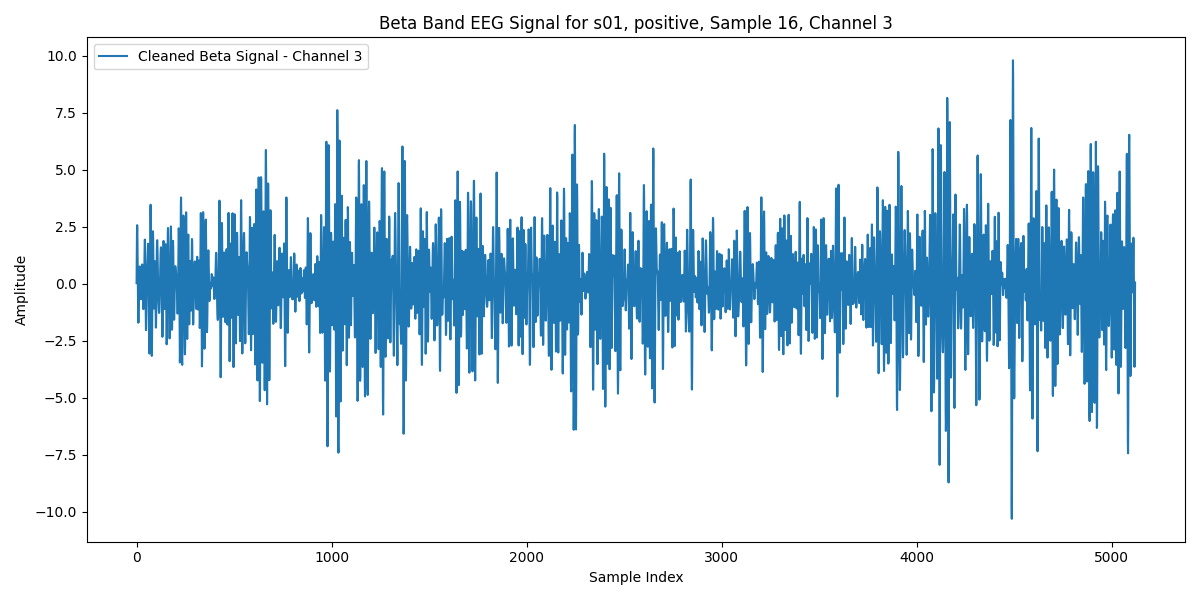 Beta Band EEG Signal for s01, positive, Sample 16, Channel 3
Cleaned Beta Signal - Channel 3
10.0
7.5
5.0
2.5
0.0
−2.5
−5.0
−7.5
−10.0
Amplitude
0 1000 2000 3000 4000 5000
Sample Index